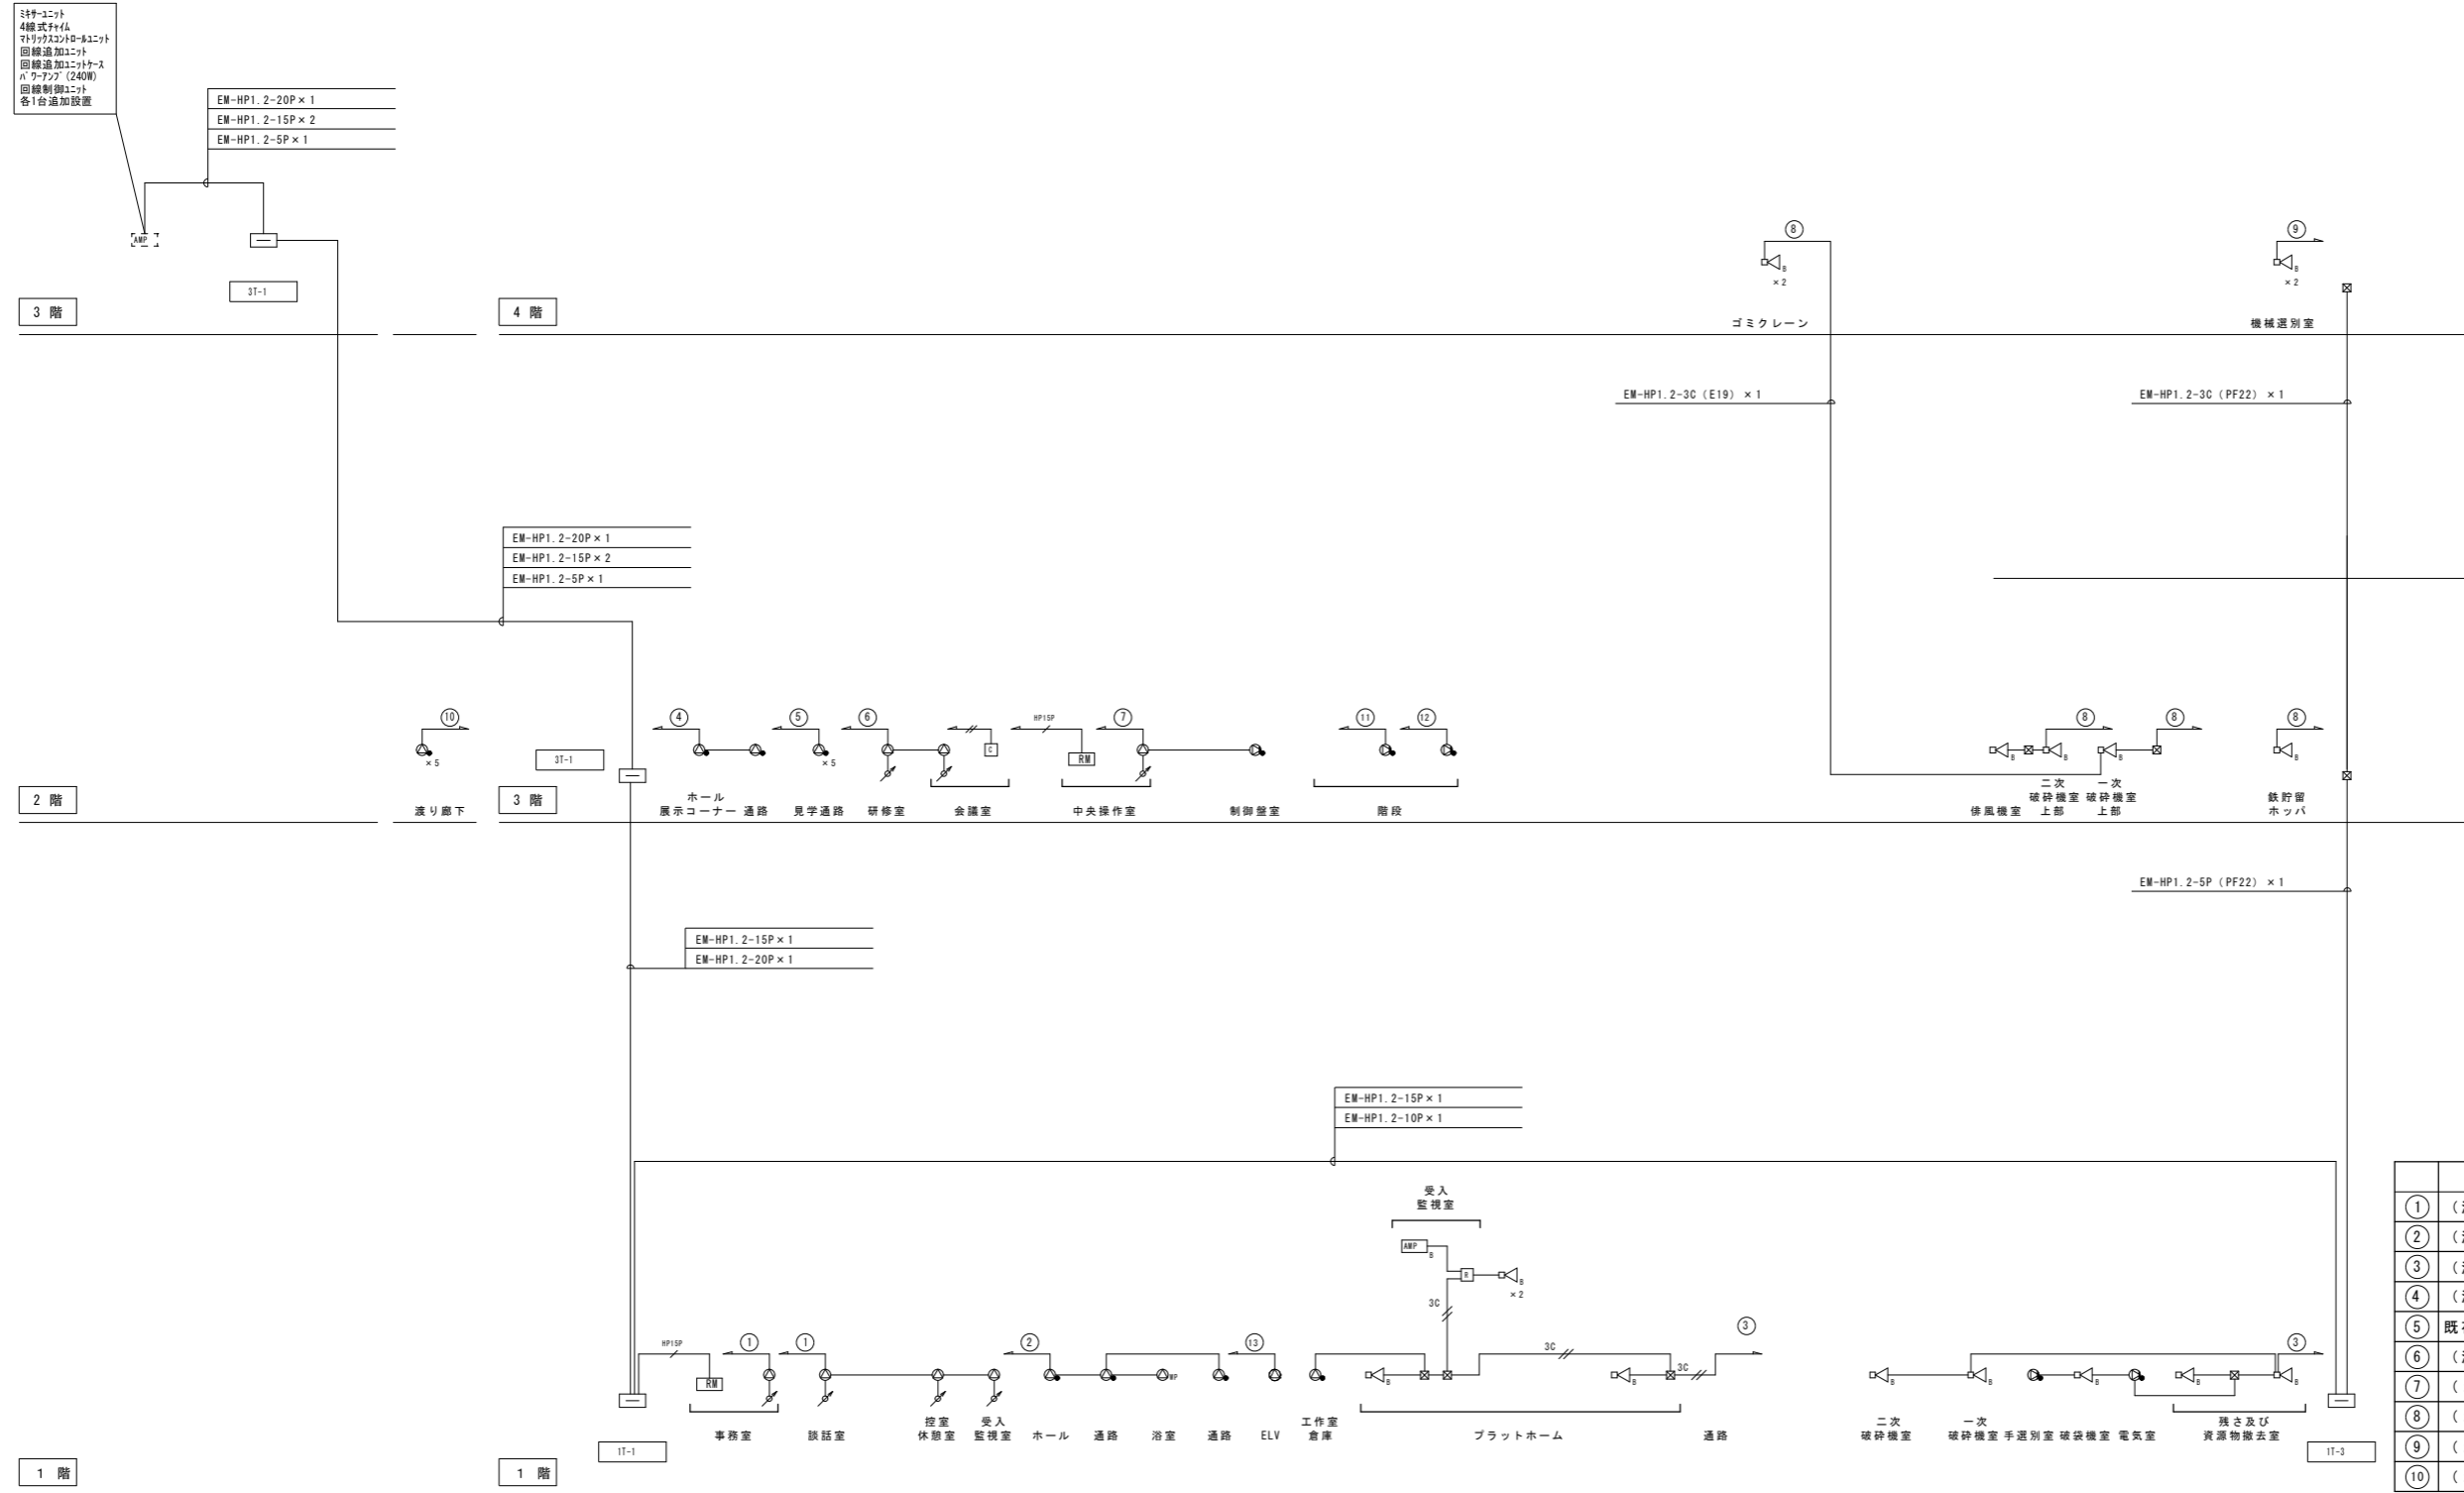 ミキサーユニット
4線式チャイム
マトリックスコントロールユニット
回線追加ユニット
回線追加ユニットケース
パワーアンプ(240W)
回線制御ユニット
各1台追加設置
EM-HP1.2-20P×1
EM-HP1.2-15P×2
EM-HP1.2-5P×1
AMP
3T-1
3 階
4 階
8
B
×2
ゴミクレーン
9
B
×2
機械選別室
EM-HP1.2-3C (E19) ×1
EM-HP1.2-3C (PF22) ×1
EM-HP1.2-20P×1
EM-HP1.2-15P×2
EM-HP1.2-5P×1
10
×5
渡り廊下
2 階
3T-1
3 階
4
ホール
展示コーナー
通路
5
×5
見学通路
6
研修室
C
会議室
HP15P
RM
7
中央操作室
制御盤室
11
12
階段
B
俳風機室
8
B
二次
破砕機室
上部
B
一次
破砕機室
上部
8
8
B
鉄貯留
ホッパ
EM-HP1.2-5P (PF22) ×1
EM-HP1.2-15P×1
EM-HP1.2-20P×1
EM-HP1.2-15P×1
EM-HP1.2-10P×1
受入
監視室
AMP
B
R
B
×2
3C
HP15P
RM
1
事務室
1
談話室
控室
休憩室
受入
監視室
2
ホール
通路
WP
浴室
通路
13
ELV
工作室
倉庫
B
3C
B
3C
プラットホーム
3
通路
B
二次
破砕機室
B
一次
破砕機室
手選別室
B
破袋機室
電気室
B
B
3
残さ及び
資源物撤去室
1T-1
1T-3
1 階
1 階
1
2
3
4
5 既
6
7 (
8 (
9 (
10 (